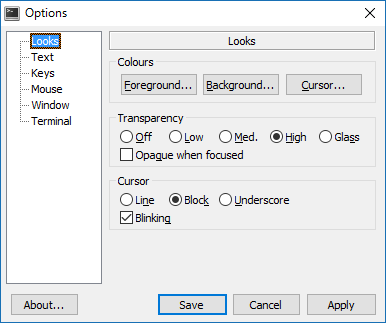 Options
Looks
Text
Keys
Mouse
Window
Terminal
Looks
Colours
Foreground... Background... Cursor...
Transparency
Off Low Med. High Glass
Opaque when focused
Cursor
Line Block Underscore
Blinking
About... Save Cancel Apply